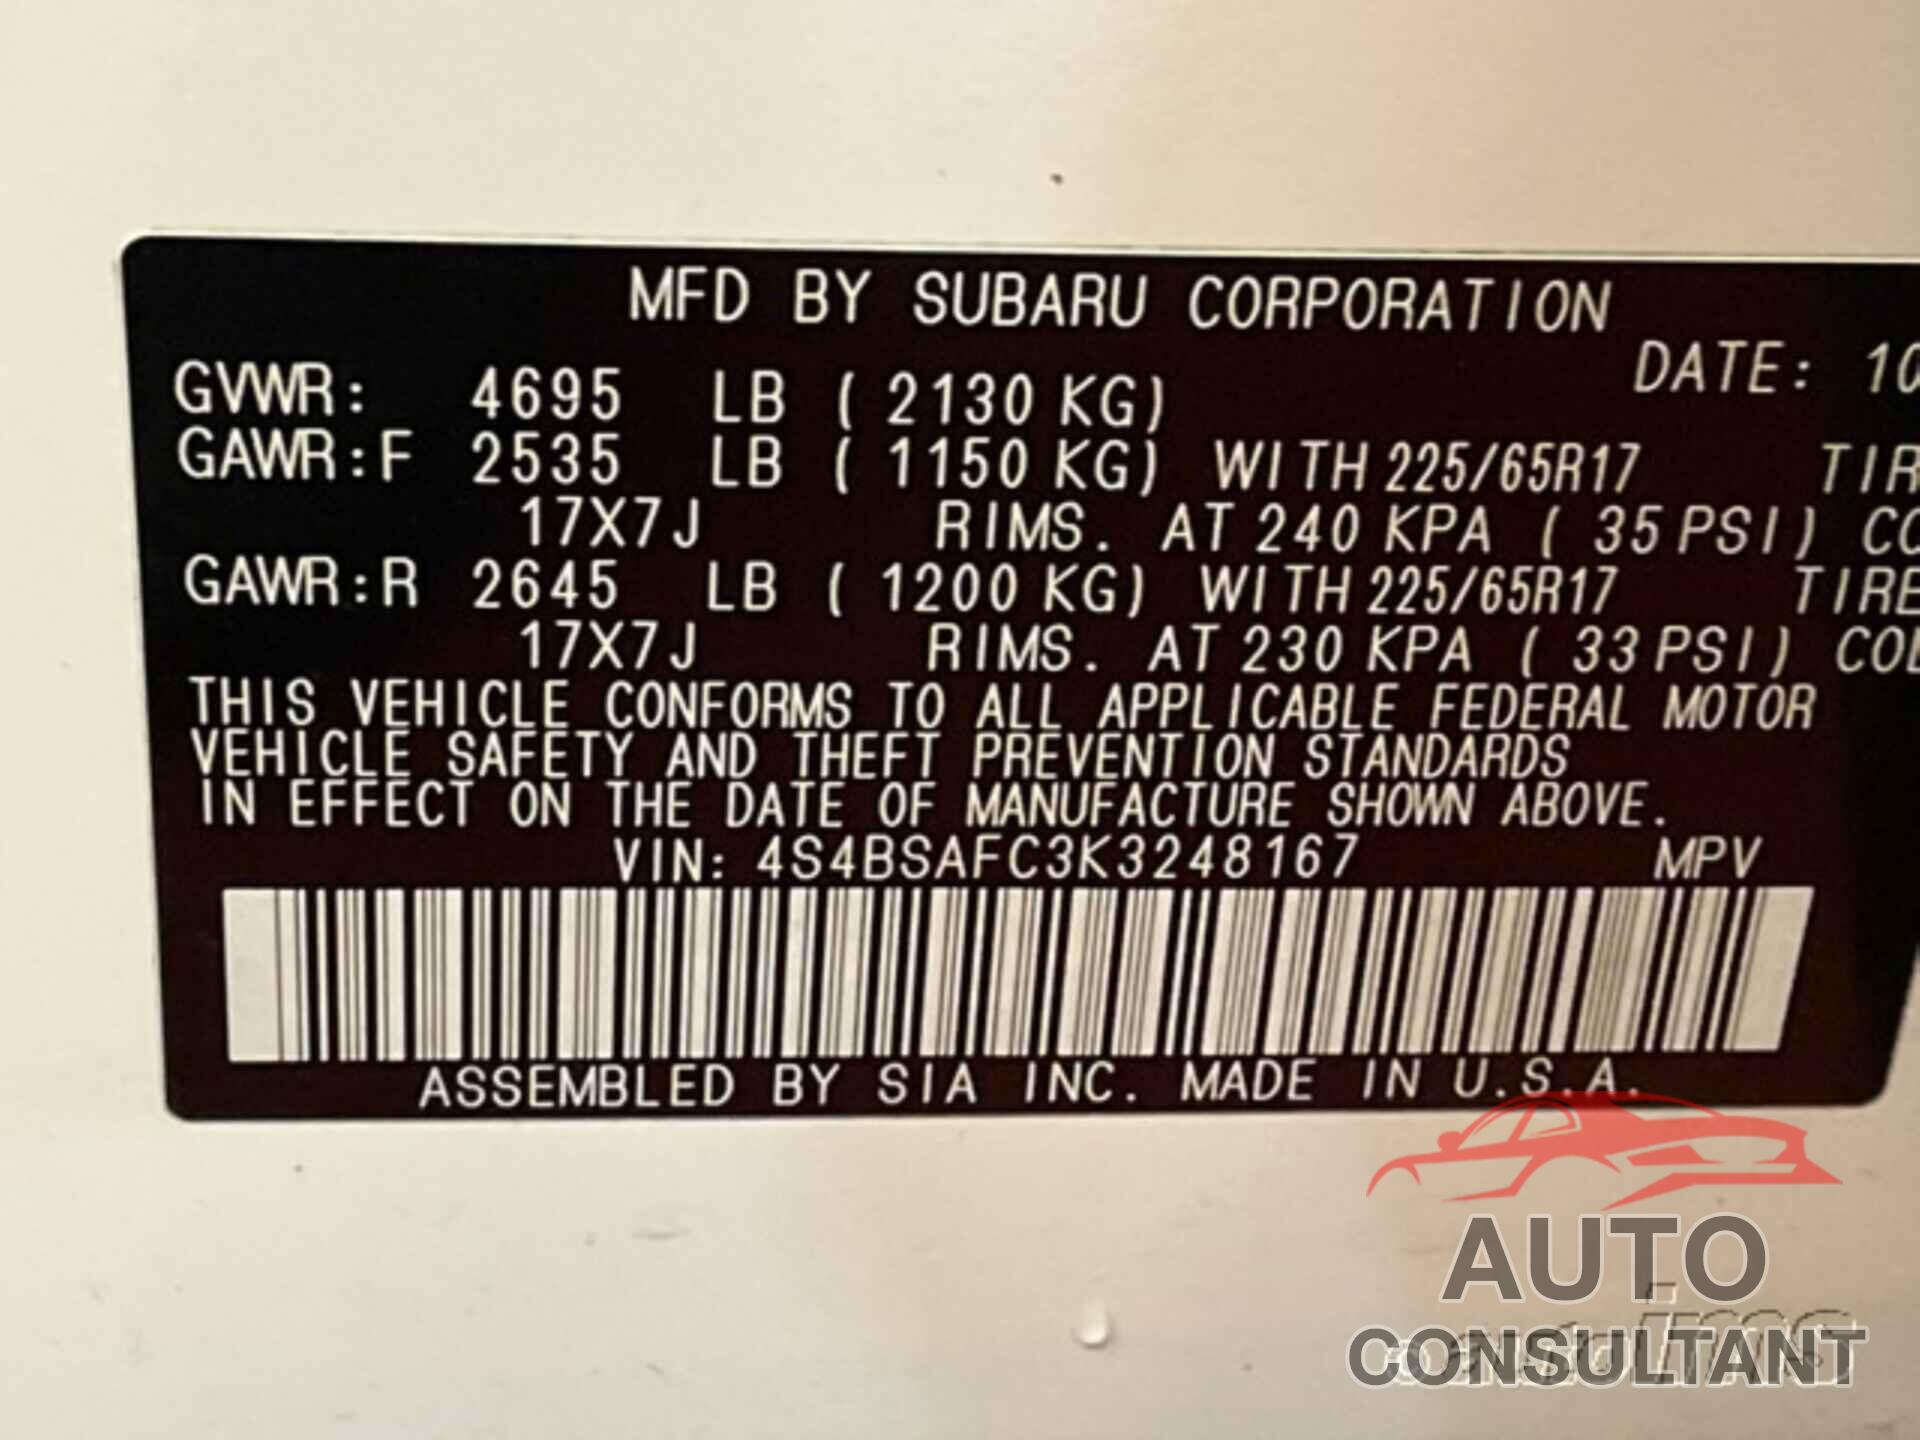 MFD BY SUBARU CORPORATION
DATE: 10
GVWR: 4695 LB ( 2130 KG)
GAWR:F 2535 LB ( 1150 KG) WITH 225/65R17 TIR
17X7J RIMS. AT 240 KPA ( 35 PSI) CO
GAWR:R 2645 LB ( 1200 KG) WITH 225/65R17 TIRE
17X7J RIMS. AT 230 KPA ( 33 PSI) COL
THIS VEHICLE CONFORMS TO ALL APPLICABLE FEDERAL MOTOR
VEHICLE SAFETY AND THEFT PREVENTION STANDARDS
IN EFFECT ON THE DATE OF MANUFACTURE SHOWN ABOVE.
VIN: 4S4BSAFC3K3248167 MPV
ASSEMBLED BY SIA INC. MADE IN U.S.A.
AUTO
CONSULTANT